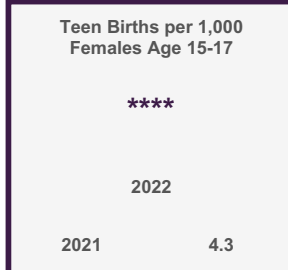 Teen Births per 1,000
Females Age 15-17
****
2022
2021 4.3